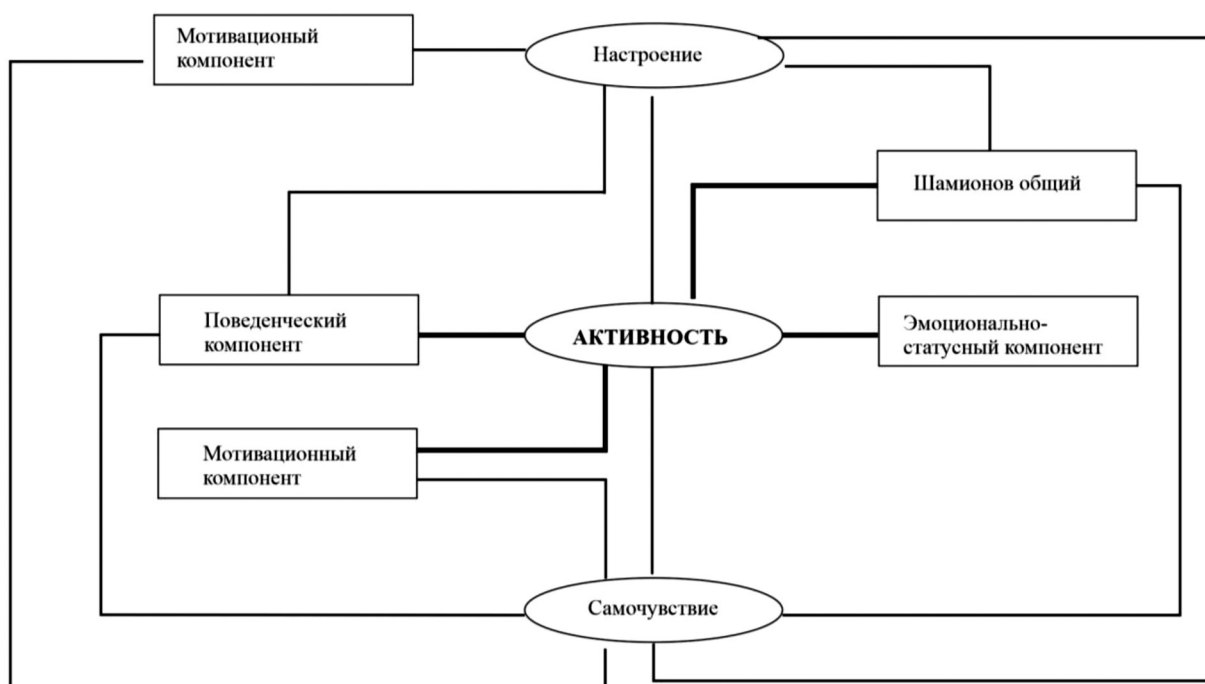 Мотивационый
компонент
Настроение
Шамионов общий
Поведенческий
компонент
АКТИВНОСТЬ
Эмоционально-
статусный компонент
Мотивационный
компонент
Самочувствие